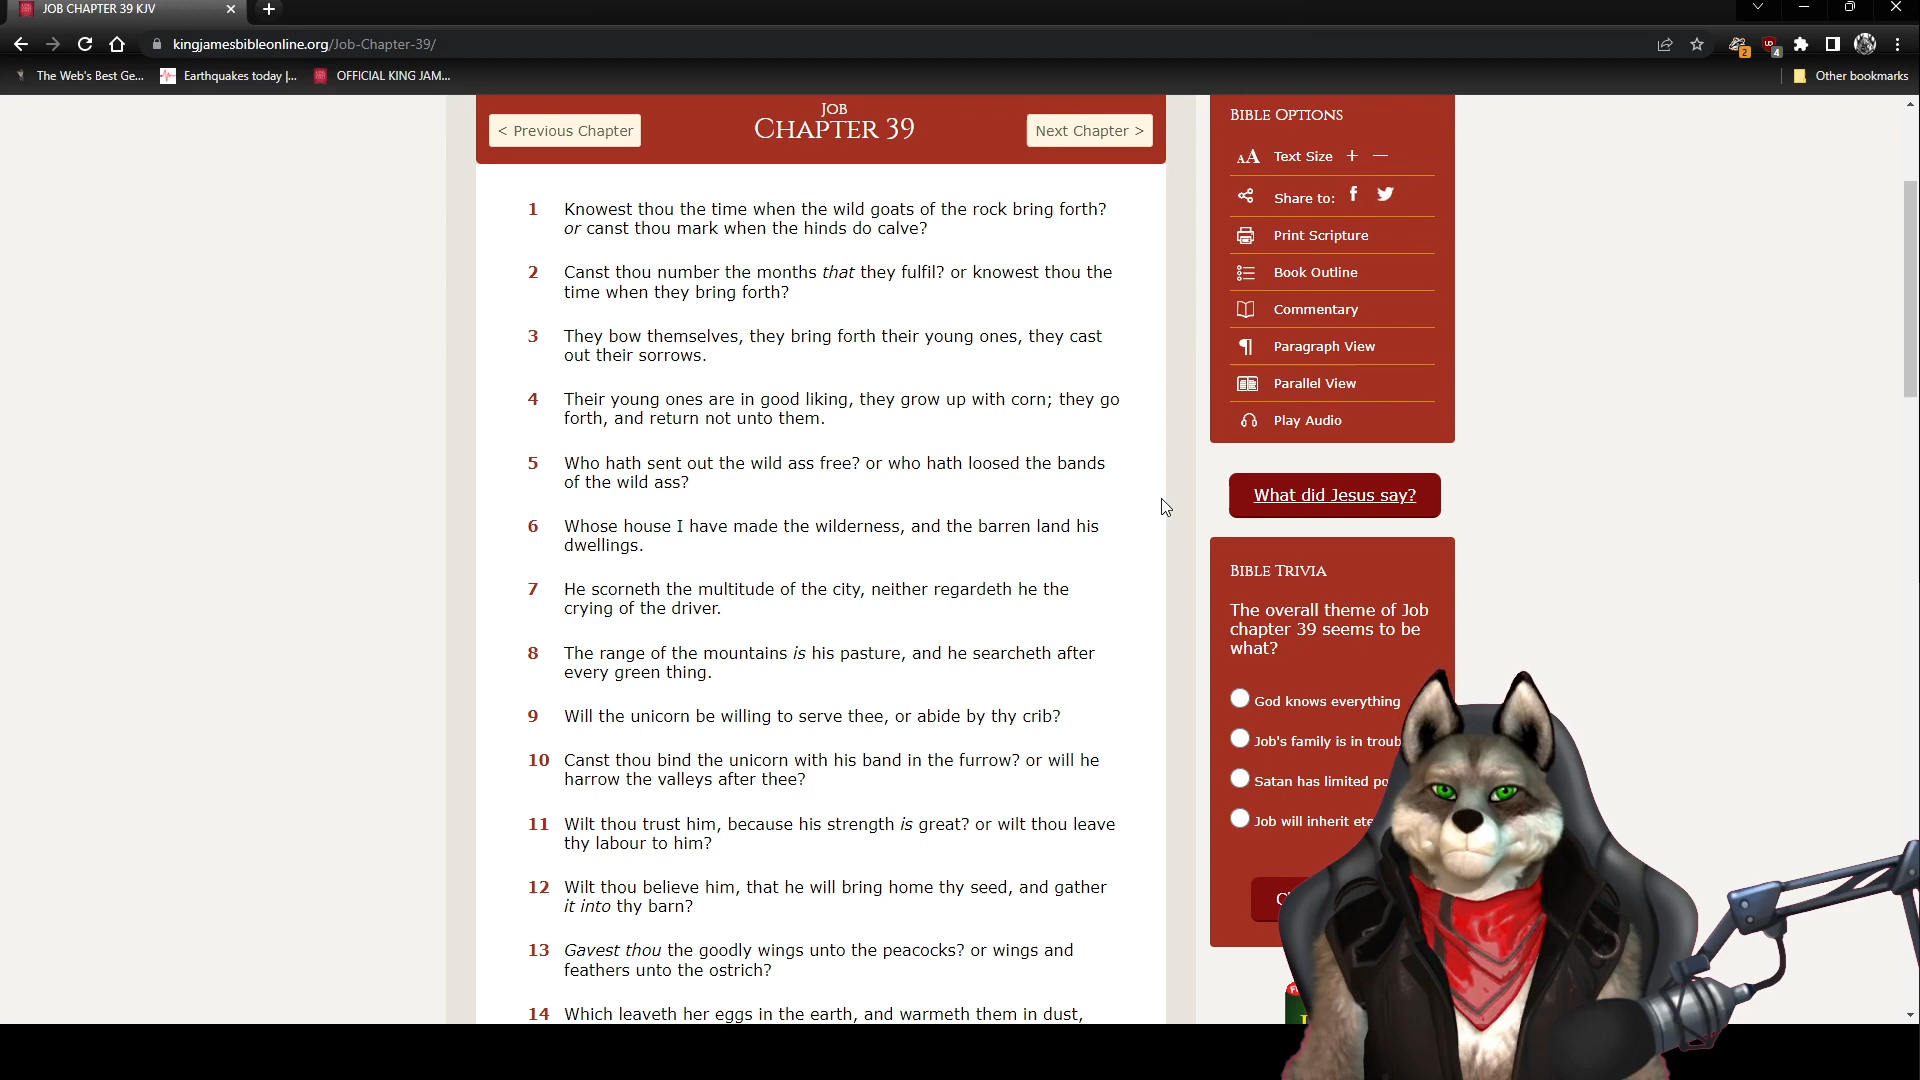 JOB CHAPTER 39 KJV
kingjamesbibleonline.org/Job-Chapter-39/
2
4
The Web's Best Ge...
Earthquakes today |...
OFFICIAL KING JAM...
Other bookmarks
Job
Chapter 39
< Previous Chapter
Next Chapter >
1 Knowest thou the time when the wild goats of the rock bring forth?
or canst thou mark when the hinds do calve?
2 Canst thou number the months that they fulfil? or knowest thou the
time when they bring forth?
3 They bow themselves, they bring forth their young ones, they cast
out their sorrows.
4 Their young ones are in good liking, they grow up with corn; they go
forth, and return not unto them.
5 Who hath sent out the wild ass free? or who hath loosed the bands
of the wild ass?
6 Whose house I have made the wilderness, and the barren land his
dwellings.
7 He scorneth the multitude of the city, neither regardeth he the
crying of the driver.
8 The range of the mountains is his pasture, and he searcheth after
every green thing.
9 Will the unicorn be willing to serve thee, or abide by thy crib?
10 Canst thou bind the unicorn with his band in the furrow? or will he
harrow the valleys after thee?
11 Wilt thou trust him, because his strength is great? or wilt thou leave
thy labour to him?
12 Wilt thou believe him, that he will bring home thy seed, and gather
it into thy barn?
13 Gavest thou the goodly wings unto the peacocks? or wings and
feathers unto the ostrich?
14 Which leaveth her eggs in the earth, and warmeth them in dust,
Bible Options
AA Text Size + —
Share to:
Print Scripture
Book Outline
Commentary
Paragraph View
Parallel View
Play Audio
What did Jesus say?
Bible Trivia
The overall theme of Job
chapter 39 seems to be
what?
God knows everything
Job's family is in
Satan has limited
Job will inherit